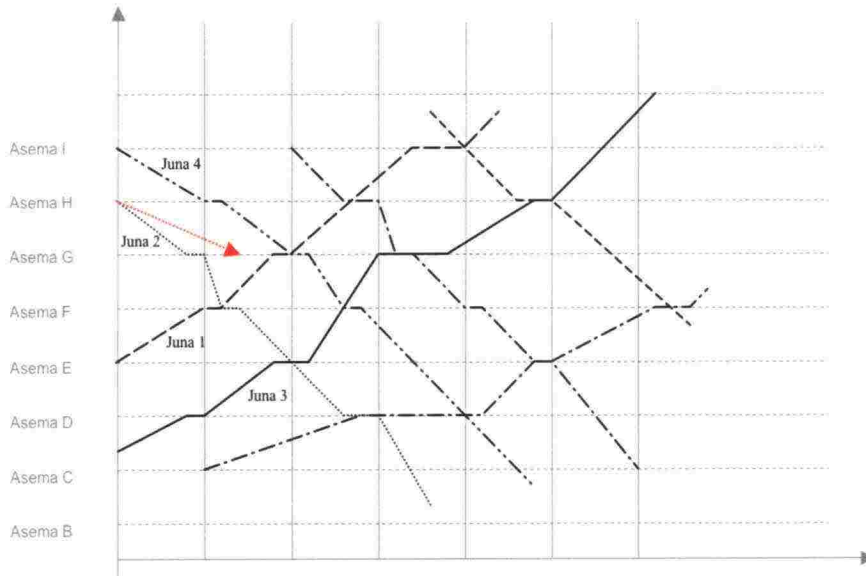 Asema I
Juna 4
Asema H
Juna 2
Asema G
Asema F
Juna 1
Asema E
Juna 3
Asema D
Asema C
Asema B